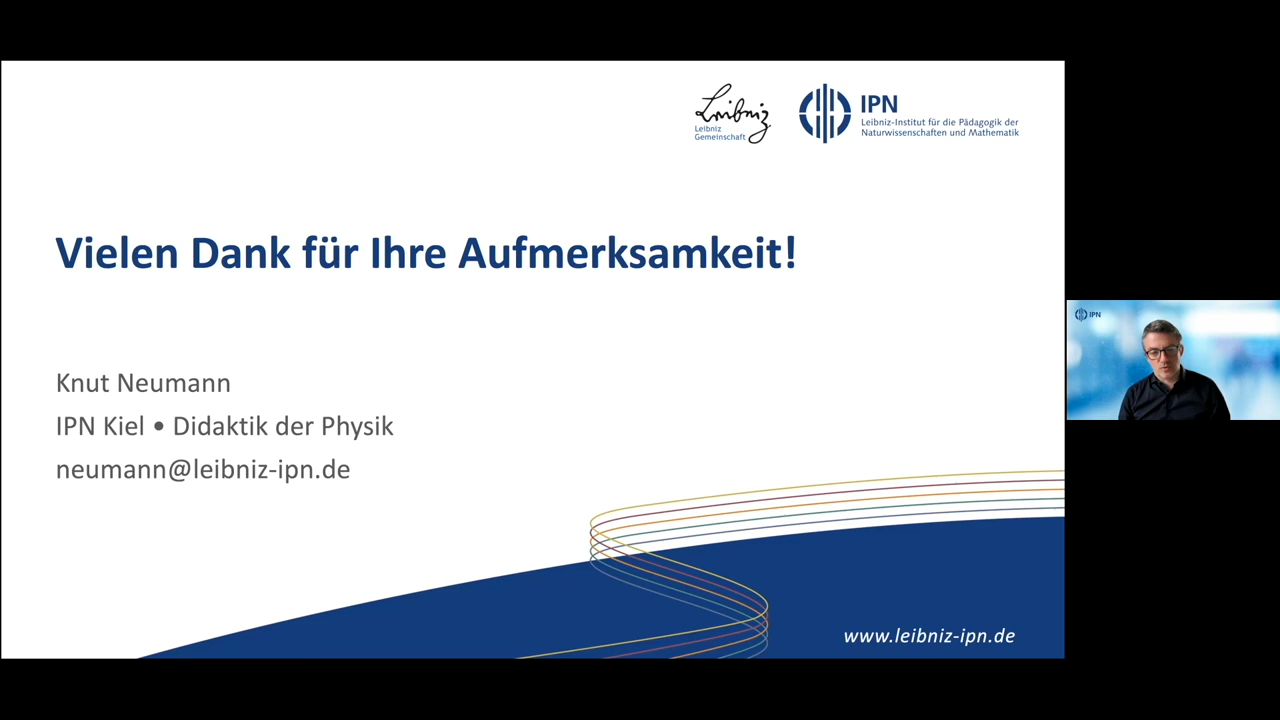 Leibniz
Leibniz
Gemeinschaft
IPN
Leibniz-Institut für die Pädagogik der
Naturwissenschaften und Mathematik
Vielen Dank für Ihre Aufmerksamkeit!
IPN
Knut Neumann
IPN Kiel • Didaktik der Physik
neumann@leibniz-ipn.de
www.leibniz-ipn.de